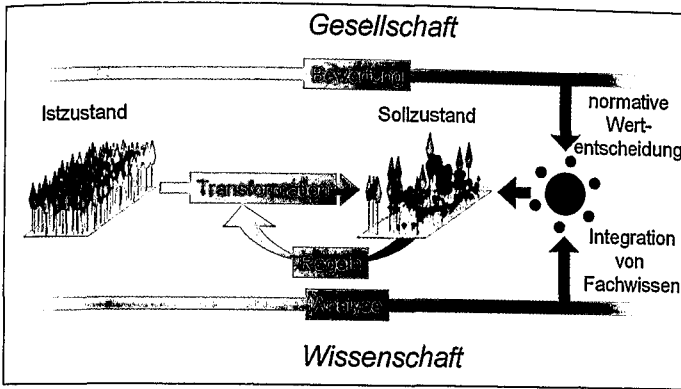 Gesellschaft
Bewertung
Istzustand
Sollzustand
normative
Wert-
entscheidung
Transformation
Regeln
Integration
von
Fachwissen
Analyse
Wissenschaft